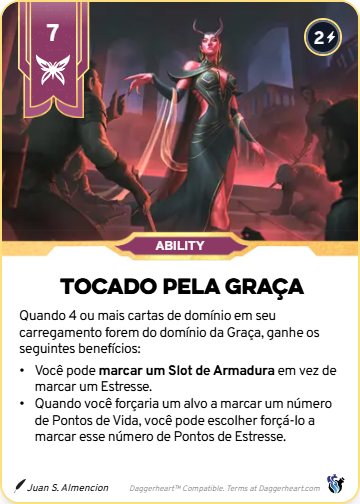 7
2
ABILITY
TOCADO PELA GRAÇA
Quando 4 ou mais cartas de domínio em seu
carregamento forem do domínio da Graça, ganhe os
seguintes benefícios:
• Você pode marcar um Slot de Armadura em vez de
marcar um Estresse.
• Quando você forçaria um alvo a marcar um número
de Pontos de Vida, você pode escolher forçá-lo a
marcar esse número de Pontos de Estresse.
Juan S. Almencion
Daggerheart™ Compatible. Terms at Daggerheart.com